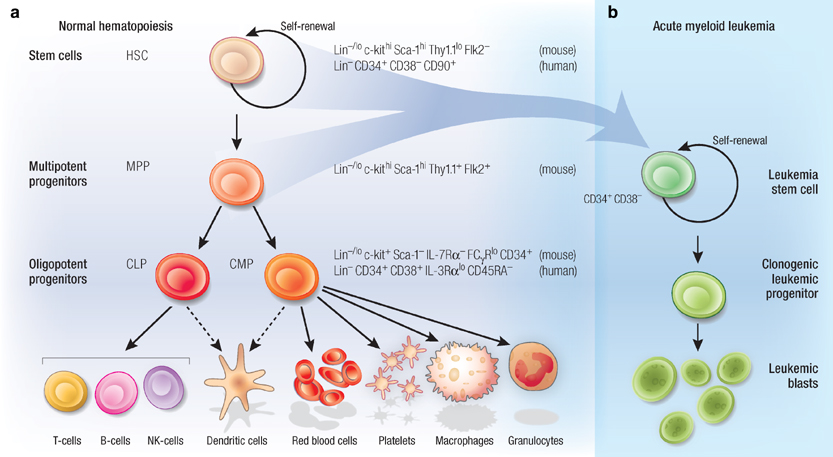 a
Normal hematopoiesis
Self-renewal
Stem cells
HSC
Lin⁻/ˡᵒ c-kitʰⁱ Sca-1ʰⁱ Thy1.1ˡᵒ Flk2⁻ (mouse)
Lin⁻ CD34⁺ CD38⁻ CD90⁺ (human)
Multipotent
progenitors
MPP
Lin⁻/ˡᵒ c-kitʰⁱ Sca-1ʰⁱ Thy1.1⁺ Flk2⁺ (mouse)
Oligopotent
progenitors
CLP
CMP
Lin⁻/ˡᵒ c-kit⁺ Sca-1⁻ IL-7Rα⁻ FCᵧRˡᵒ CD34⁺ (mouse)
Lin⁻ CD34⁺ CD38⁺ IL-3Rαˡᵒ CD45RA⁻ (human)
T-cells
B-cells
NK-cells
Dendritic cells
Red blood cells
Platelets
Macrophages
Granulocytes
b
Acute myeloid leukemia
Self-renewal
CD34⁺ CD38⁻
Leukemia
stem cell
Clonogenic
leukemic
progenitor
Leukemic
blasts